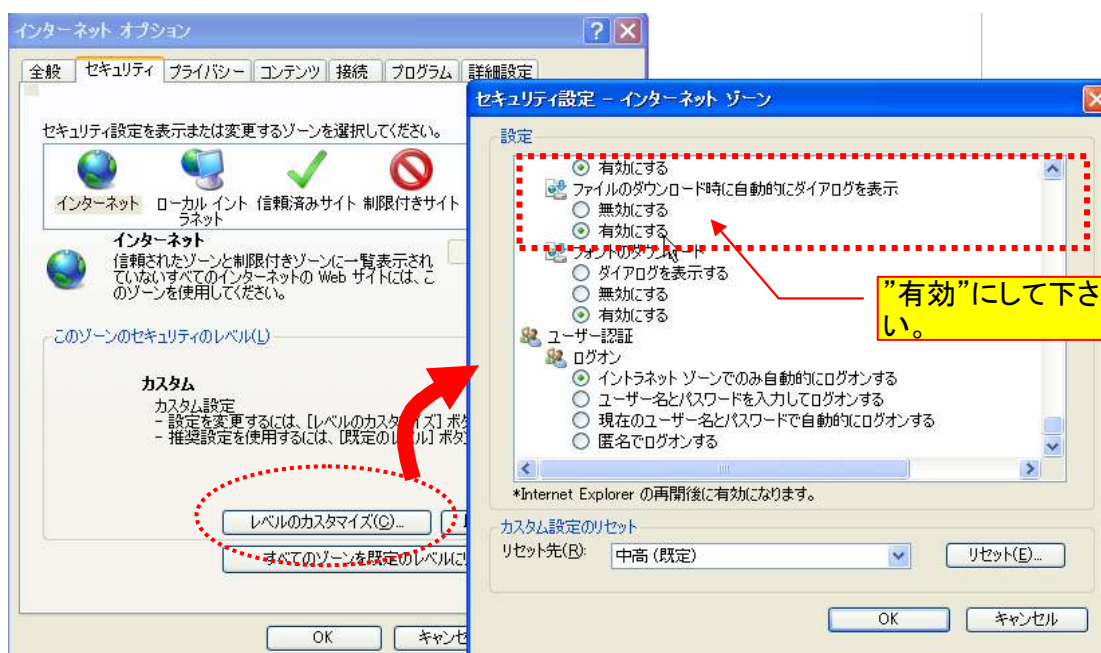 インターネット オプション
全般 セキュリティ プライバシー コンテンツ 接続 プログラム 詳細設定
セキュリティ設定を表示または変更するゾーンを選択してください。
インターネット
ローカル イント
ラネット
信頼済みサイト
制限付きサイト
インターネット
信頼されたゾーンと制限付きゾーンに一覧表示され
ていないすべてのインターネットの Web サイトには、こ
のゾーンを使用してください。
このゾーンのセキュリティのレベル(L)
カスタム
カスタム設定
- 設定を変更するには、[レベルのカスタマイズ] ボ
- 推奨設定を使用するには、[既定のレベル] ボ
レベルのカスタマイズ(C)...
すべてのゾーンを既定のレベルに
OK
キャンセ
セキュリティ設定 - インターネット ゾーン
設定
有効にする
ファイルのダウンロード時に自動的にダイアログを表示
無効にする
有効にする
フォントのダウンロード
ダイアログを表示する
無効にする
有効にする
ユーザー認証
ログオン
イントラネット ゾーンでのみ自動的にログオンする
ユーザー名とパスワードを入力してログオンする
現在のユーザー名とパスワードで自動的にログオンする
匿名でログオンする
*Internet Explorer の再開後に有効になります。
カスタム設定のリセット
リセット先(R):
中高 (既定)
リセット(E)...
OK
キャンセル
”有効”にして下さ
い。